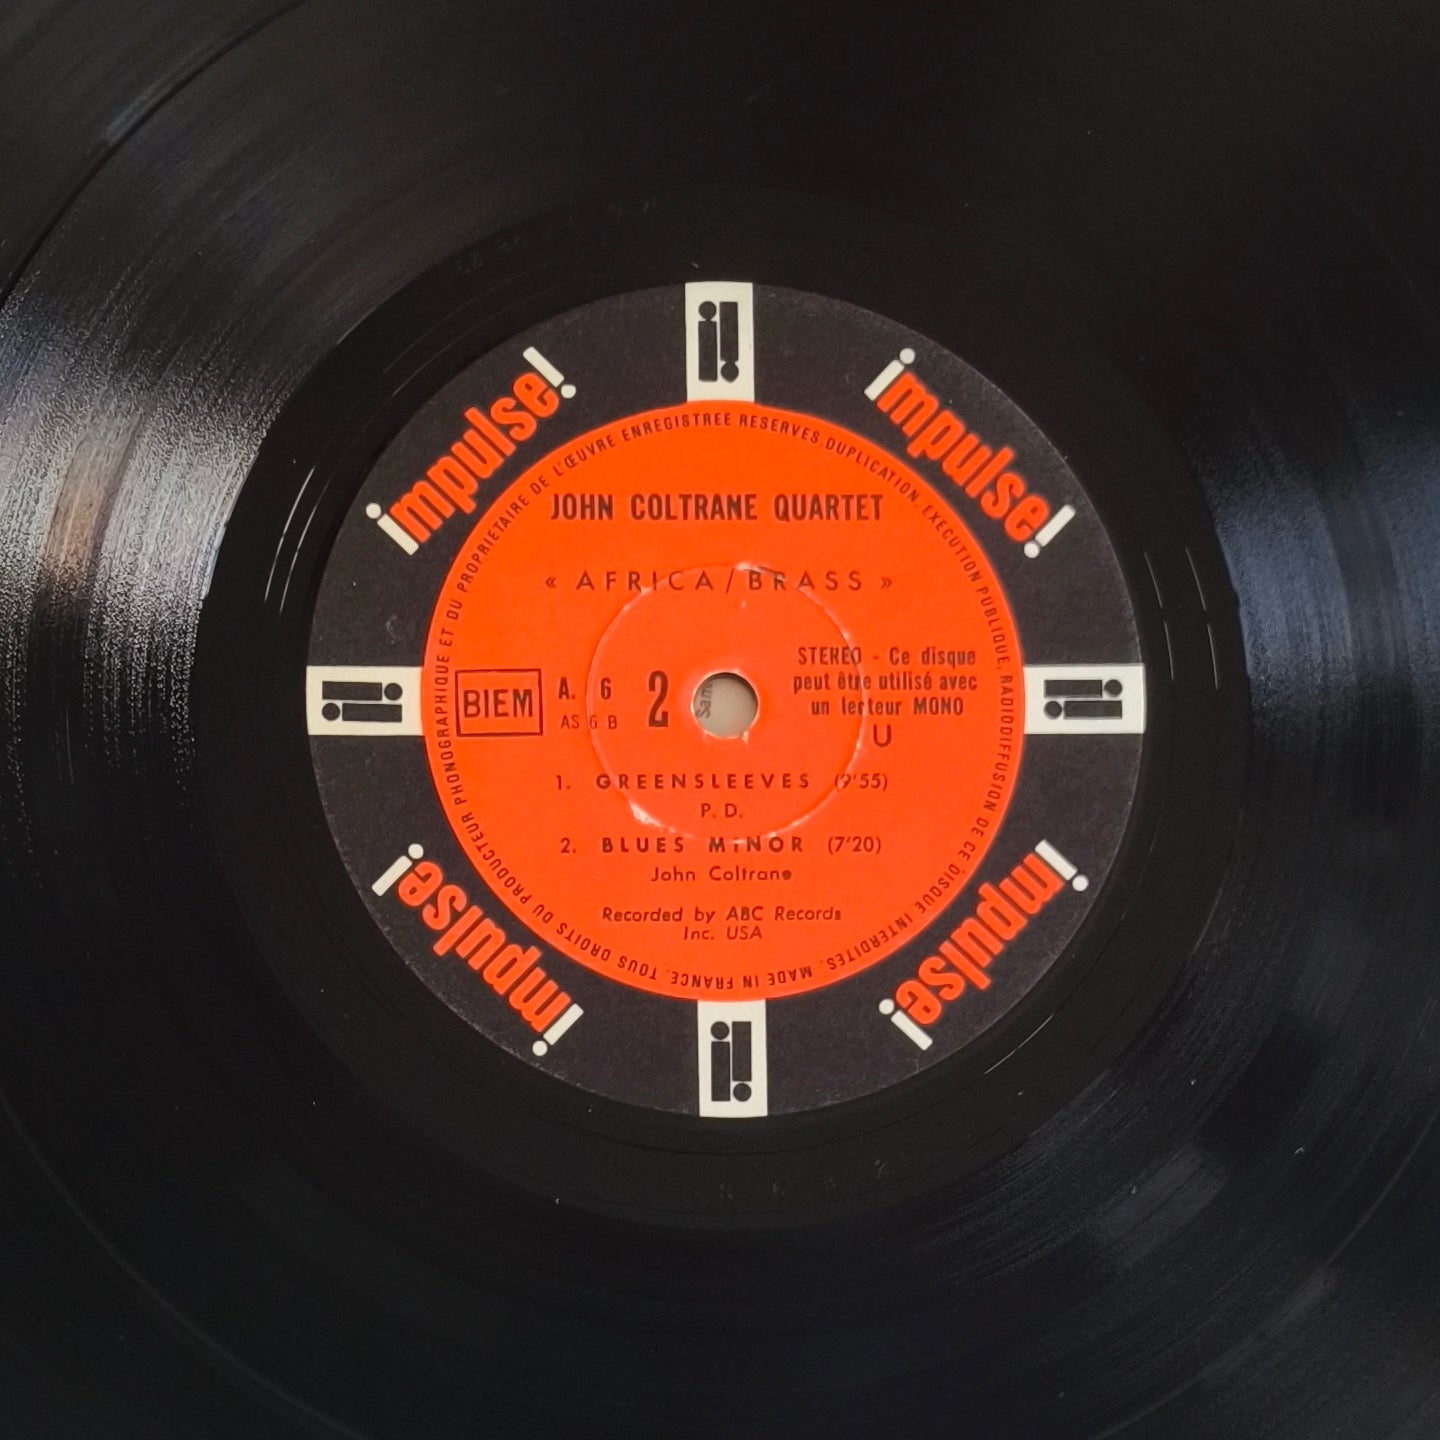 impulse!
impulse!
impulse!
impulse!
JOHN COLTRANE QUARTET
« AFRICA/BRASS »
BIEM
A. 6
AS 6 B
2
STEREO - Ce disque
peut être utilisé avec
un lecteur MONO
U
1. GREENSLEEVES (9'55)
P. D.
2. BLUES MINOR (7'20)
John Coltrane
Recorded by ABC Records
Inc. USA
TOUS DROITS DU PRODUCTEUR PHONOGRAPHIQUE ET DU PROPRIETAIRE DE L'ŒUVRE ENREGISTREE RESERVES. DUPLICATION, EXECUTION PUBLIQUE, RADIODIFFUSION DE CE DISQUE INTERDITES. MADE IN FRANCE.